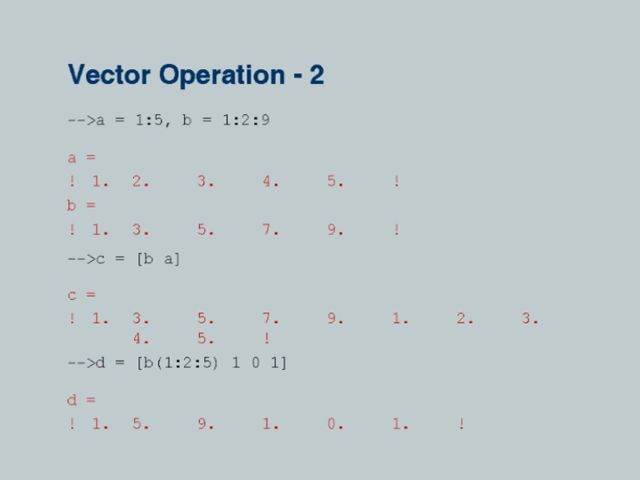 Vector Operation - 2
-->a = 1:5, b = 1:2:9
a =
! 1. 2. 3. 4. 5. !
b =
! 1. 3. 5. 7. 9. !
-->c = [b a]
c =
! 1. 3. 5. 7. 9. 1. 2. 3.
4. 5. !
-->d = [b(1:2:5) 1 0 1]
d =
! 1. 5. 9. 1. 0. 1. !